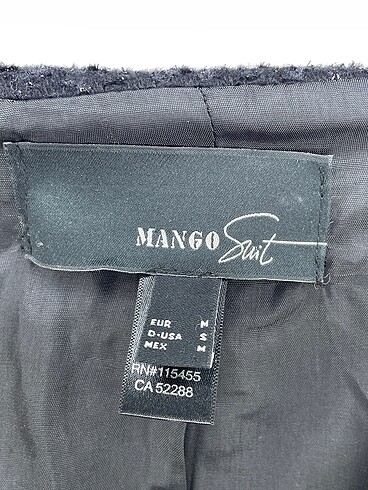 MANGO Suit
EUR M
D-USA S
MEX M
RN#115455
CA 52288